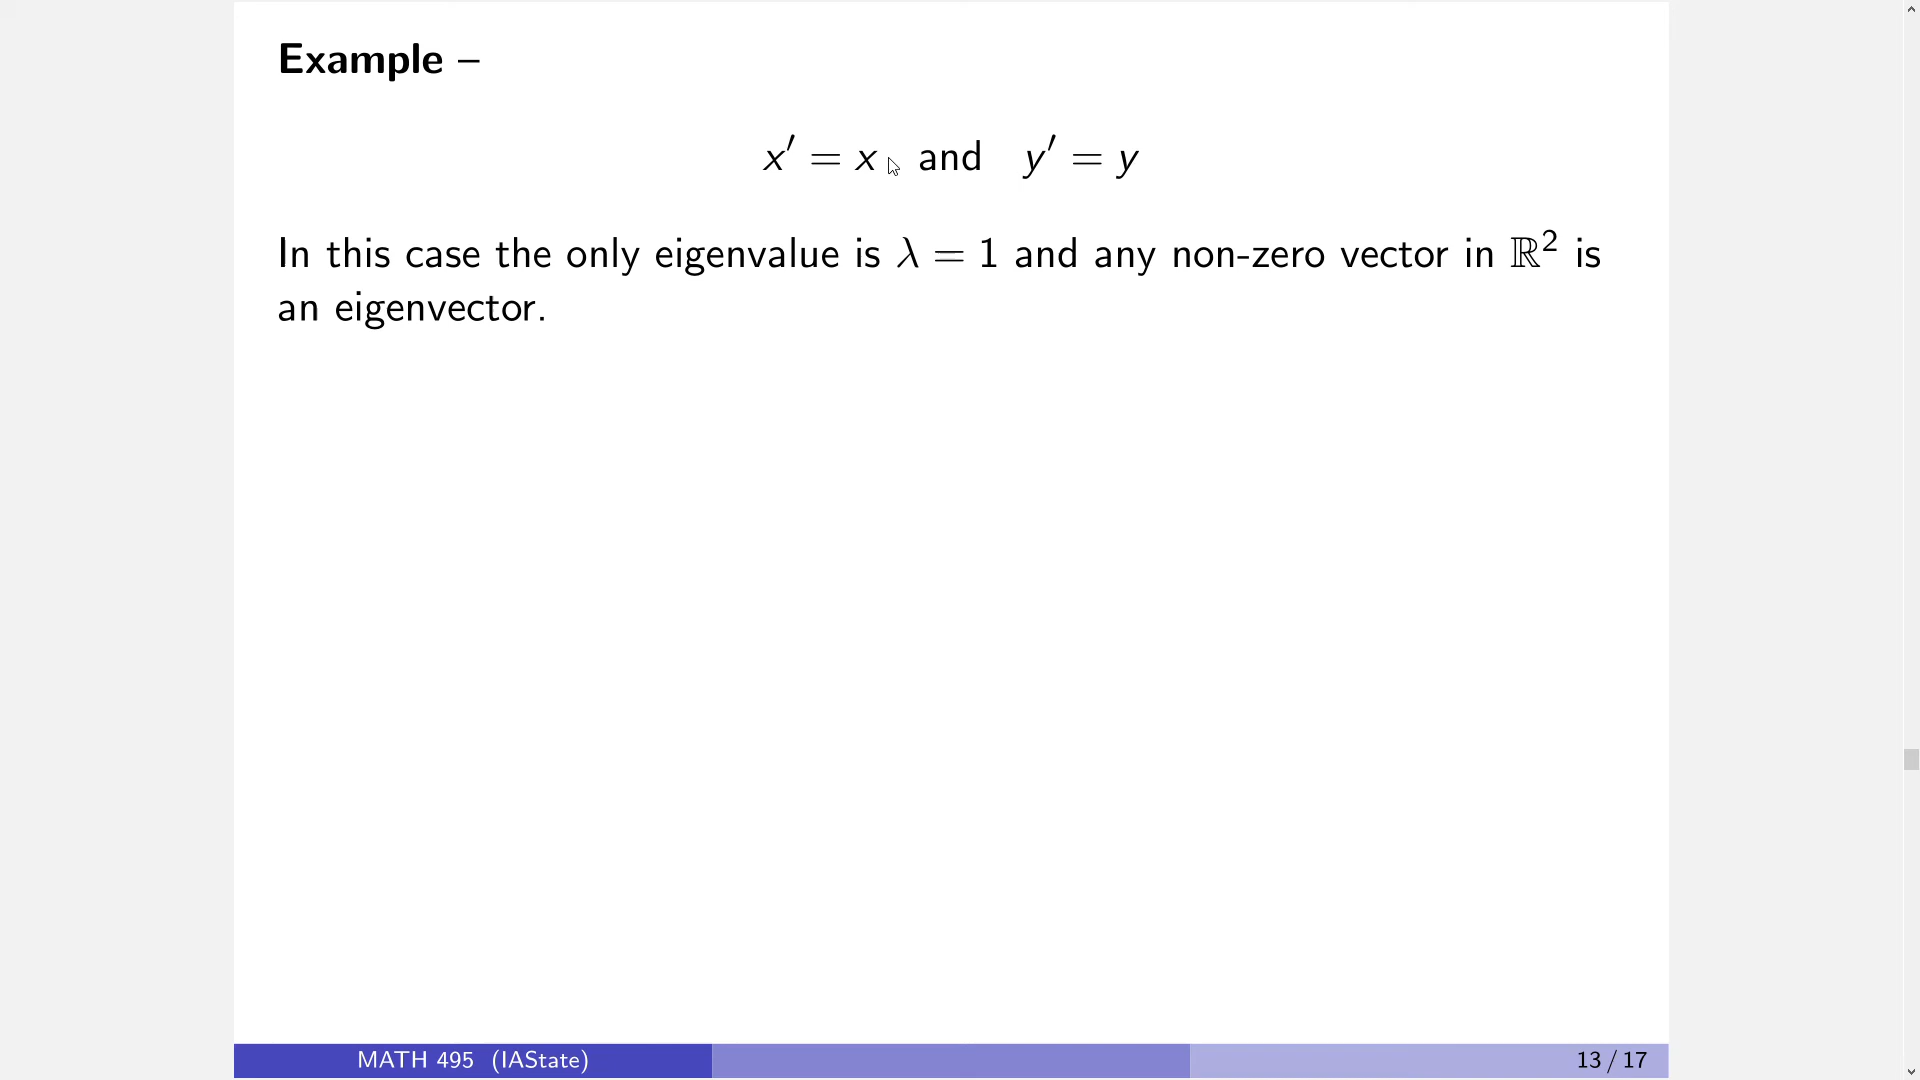 Example –
x′ = x and y′ = y
In this case the only eigenvalue is λ = 1 and any non-zero vector in ℝ² is
an eigenvector.
MATH 495 (IAState) 13 / 17